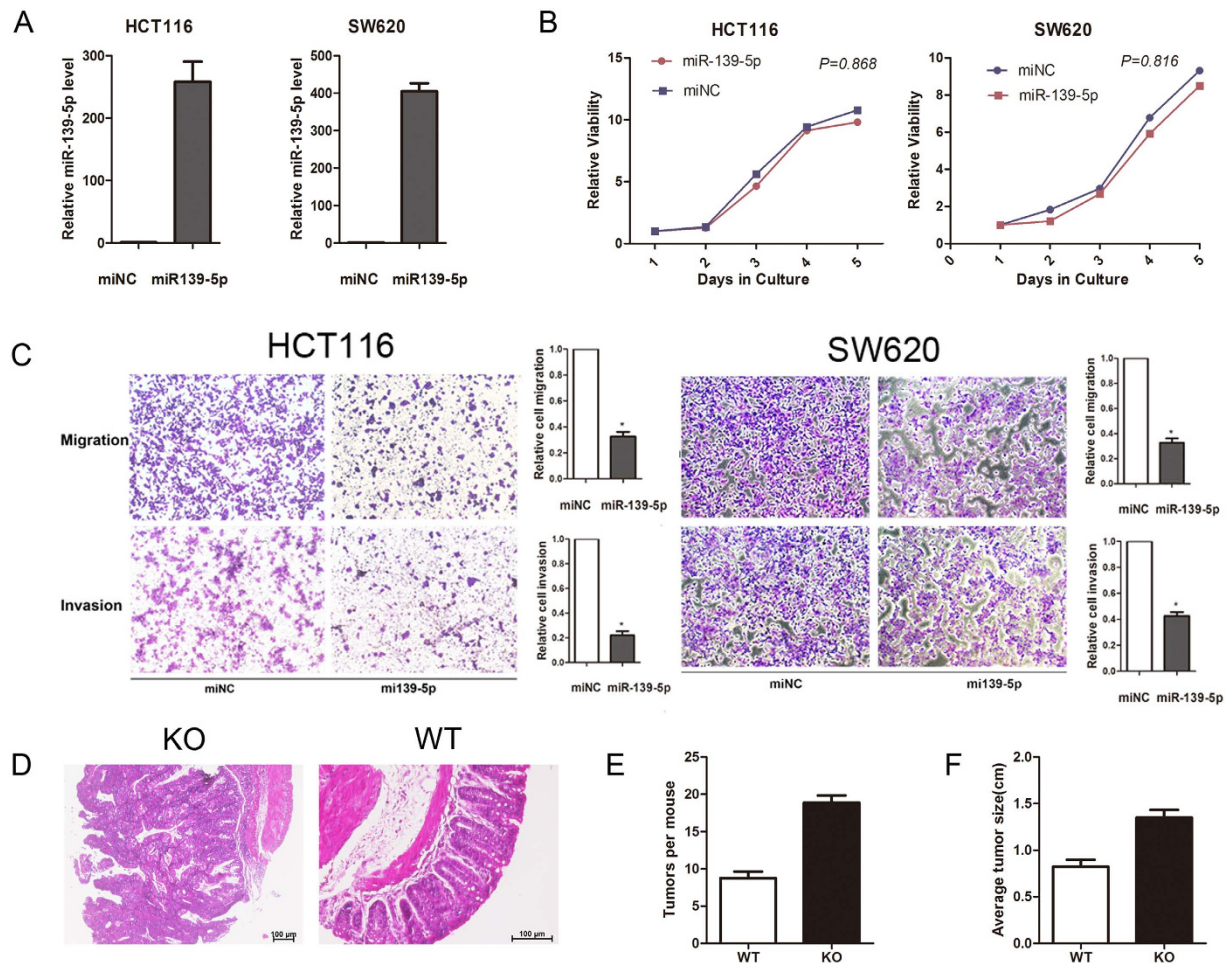 A
HCT116
Relative miR-139-5p level
300
200
100
0
miNC miR139-5p
SW620
Relative miR-139-5p level
500
400
300
200
100
0
miNC miR139-5p
B
HCT116
Relative Viability
15
10
5
0
miR-139-5p
miNC
P=0.868
1 2 3 4 5
Days in Culture
SW620
Relative Viability
10
8
6
4
2
0
miNC
miR-139-5p
P=0.816
0 1 2 3 4 5
Days in Culture
C
HCT116
Migration
Invasion
miNC mi139-5p
Relative cell migration
1.0
0.8
0.6
0.4
0.2
0.0
*
miNC miR-139-5p
Relative cell invasion
1.0
0.8
0.6
0.4
0.2
0.0
*
miNC miR-139-5p
SW620
miNC mi139-5p
Relative cell migration
1.0
0.8
0.6
0.4
0.2
0.0
*
miNC miR-139-5p
Relative cell invasion
1.0
0.8
0.6
0.4
0.2
0.0
*
miNC miR-139-5p
D
KO
100 μm
WT
100 μm
E
Tumors per mouse
25
20
15
10
5
0
WT KO
F
Average tumor size(cm)
2.0
1.5
1.0
0.5
0.0
WT KO